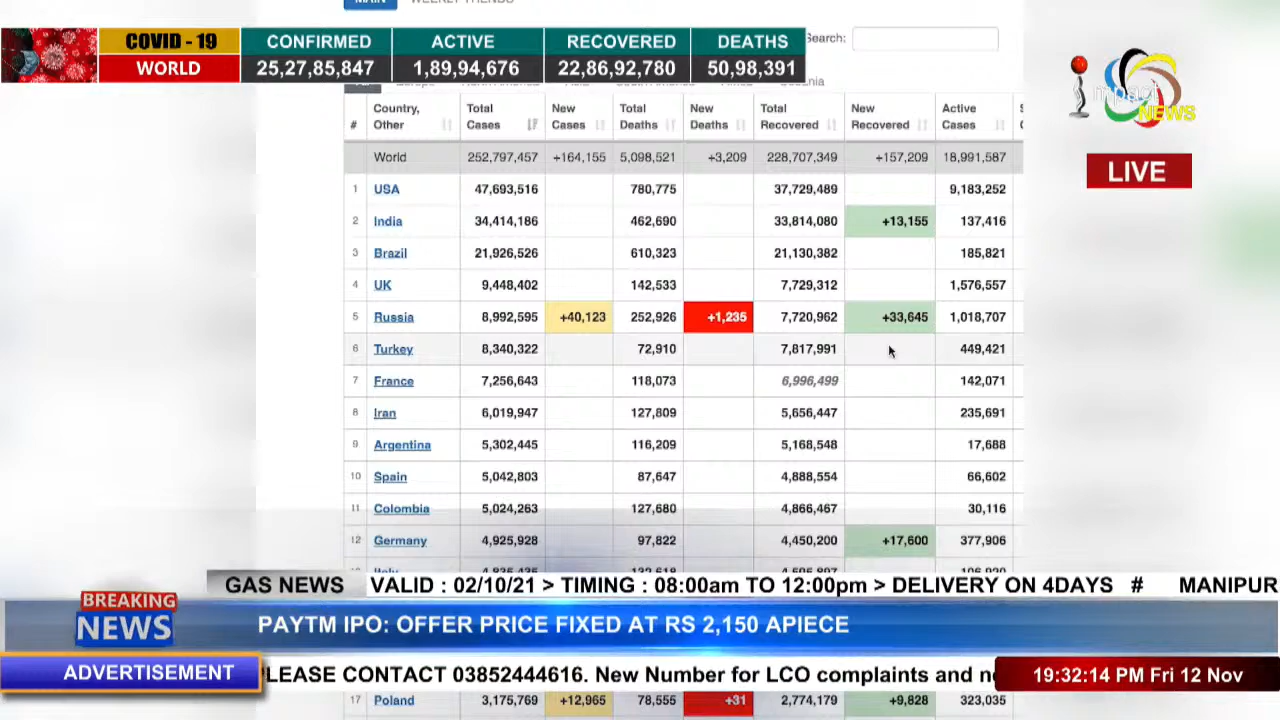 MAIN WEEKLY TRENDS
COVID - 19 CONFIRMED ACTIVE RECOVERED DEATHS Search:
WORLD 25,27,85,847 1,89,94,676 22,86,92,780 50,98,391
impact
NEWS
LIVE
# Country, Other Total Cases New Cases Total Deaths New Deaths Total Recovered New Recovered Active Cases
World 252,797,457 +164,155 5,098,521 +3,209 228,707,349 +157,209 18,991,587
1 USA 47,693,516 780,775 37,729,489 9,183,252
2 India 34,414,186 462,690 33,814,080 +13,155 137,416
3 Brazil 21,926,526 610,323 21,130,382 185,821
4 UK 9,448,402 142,533 7,729,312 1,576,557
5 Russia 8,992,595 +40,123 252,926 +1,235 7,720,962 +33,645 1,018,707
6 Turkey 8,340,322 72,910 7,817,991 449,421
7 France 7,256,643 118,073 6,996,499 142,071
8 Iran 6,019,947 127,809 5,656,447 235,691
9 Argentina 5,302,445 116,209 5,168,548 17,688
10 Spain 5,042,803 87,647 4,888,554 66,602
11 Colombia 5,024,263 127,680 4,866,467 30,116
12 Germany 4,925,928 97,822 4,450,200 +17,600 377,906
GAS NEWS VALID : 02/10/21 > TIMING : 08:00am TO 12:00pm > DELIVERY ON 4DAYS # MANIPUR
BREAKING
NEWS PAYTM IPO: OFFER PRICE FIXED AT RS 2,150 APIECE
ADVERTISEMENT LEASE CONTACT 03852444616. New Number for LCO complaints and 19:32:14 PM Fri 12 Nov
17 Poland 3,175,769 +12,965 78,555 +31 2,774,179 +9,828 323,035